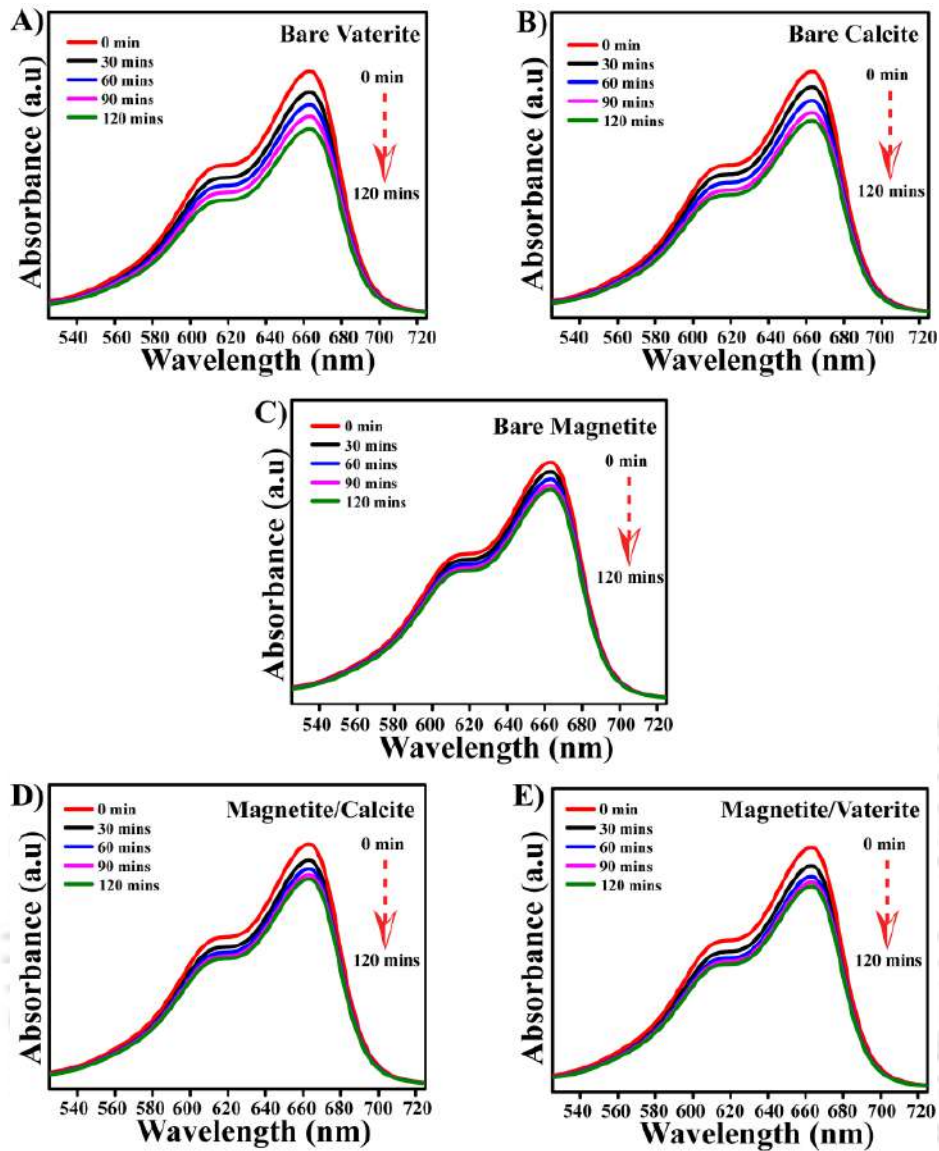 A)
Absorbance (a.u)
0 min
30 mins
60 mins
90 mins
120 mins
Bare Vaterite
0 min
120 mins
540 560 580 600 620 640 660 680 700 720
Wavelength (nm)
B)
Absorbance (a.u)
0 min
30 mins
60 mins
90 mins
120 mins
Bare Calcite
0 min
120 mins
540 560 580 600 620 640 660 680 700 720
Wavelength (nm)
C)
Absorbance (a.u)
0 min
30 mins
60 mins
90 mins
120 mins
Bare Magnetite
0 min
120 mins
540 560 580 600 620 640 660 680 700 720
Wavelength (nm)
D)
Absorbance (a.u)
0 min
30 mins
60 mins
90 mins
120 mins
Magnetite/Calcite
0 min
120 mins
540 560 580 600 620 640 660 680 700 720
Wavelength (nm)
E)
Absorbance (a.u)
0 min
30 mins
60 mins
90 mins
120 mins
Magnetite/Vaterite
0 min
120 mins
540 560 580 600 620 640 660 680 700 720
Wavelength (nm)